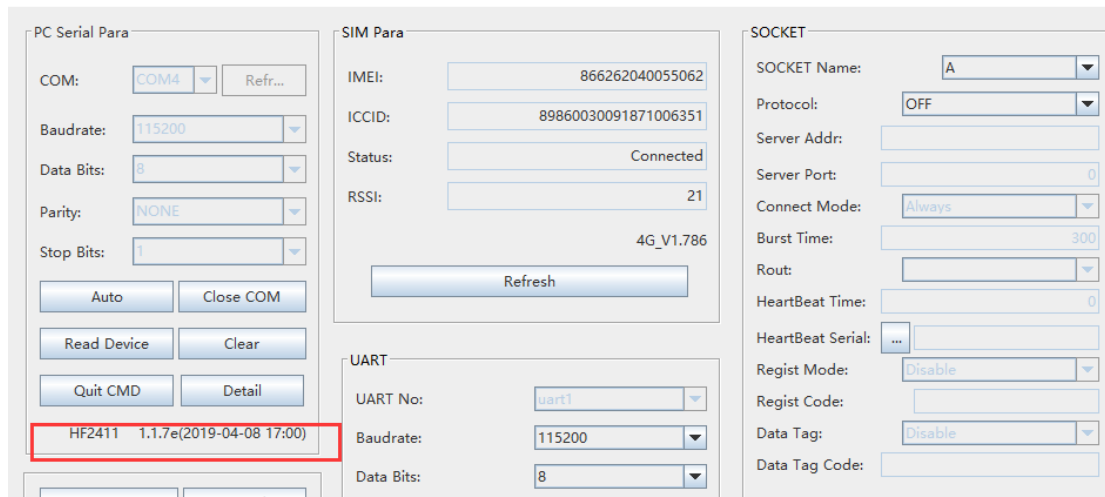 PC Serial Para
COM: COM4 Refr...
Baudrate: 115200
Data Bits: 8
Parity: NONE
Stop Bits: 1
Auto Close COM
Read Device Clear
Quit CMD Detail
HF2411 1.1.7e(2019-04-08 17:00)
SIM Para
IMEI: 866262040055062
ICCID: 89860030091871006351
Status: Connected
RSSI: 21
4G_V1.786
Refresh
UART
UART No: uart1
Baudrate: 115200
Data Bits: 8
SOCKET
SOCKET Name: A
Protocol: OFF
Server Addr:
Server Port: 0
Connect Mode: Always
Burst Time: 300
Rout:
HeartBeat Time: 0
HeartBeat Serial: ...
Regist Mode: Disable
Regist Code:
Data Tag: Disable
Data Tag Code: